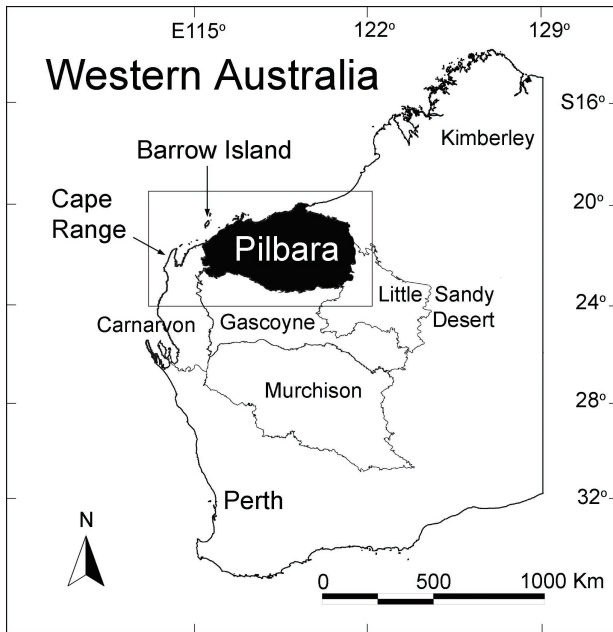 E115°
122°
129°
Western Australia
S16°
Kimberley
Barrow Island
Cape
Range
20°
Pilbara
Little Sandy
Desert
24°
Carnarvon
Gascoyne
Murchison
28°
Perth
32°
N
0 500 1000 Km